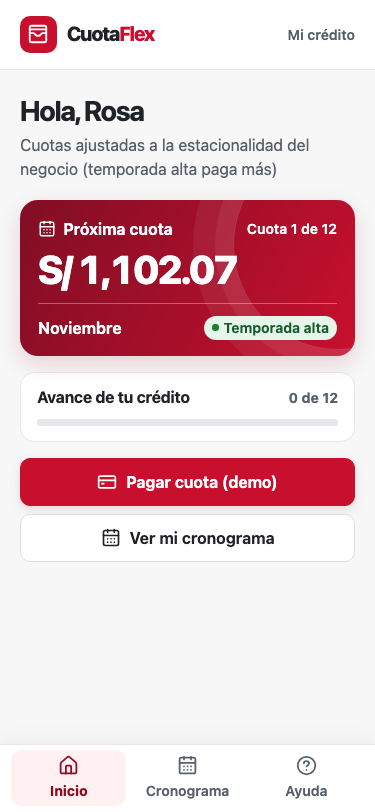 CuotaFlex
Mi crédito
Hola, Rosa
Cuotas ajustadas a la estacionalidad del
negocio (temporada alta paga más)
Próxima cuota
Cuota 1 de 12
S/ 1,102.07
Noviembre
Temporada alta
Avance de tu crédito
0 de 12
Pagar cuota (demo)
Ver mi cronograma
Inicio
Cronograma
Ayuda